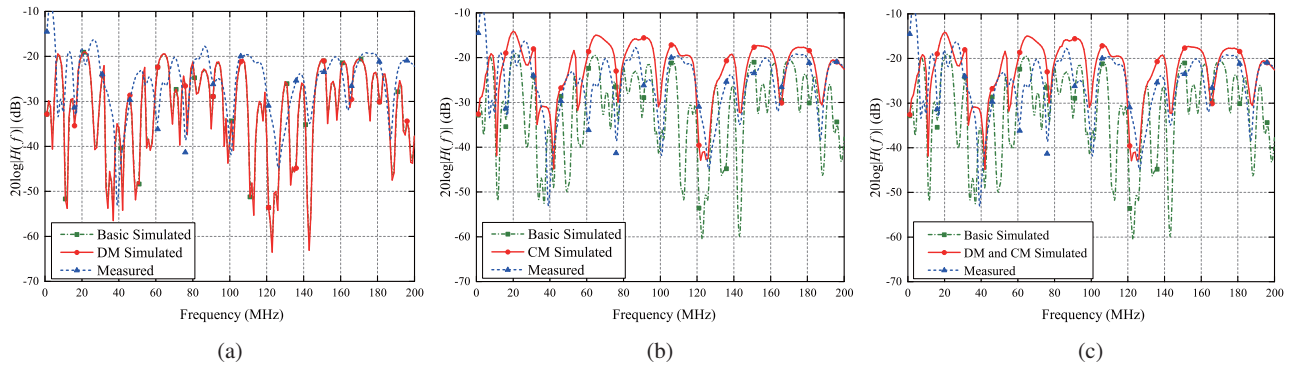 -10
-20
-30
-40
-50
-60
-70
20log|H(f)| (dB)
0 20 40 60 80 100 120 140 160 180 200
Frequency (MHz)
Basic Simulated
DM Simulated
Measured
(a)
-10
-20
-30
-40
-50
-60
-70
20log|H(f)| (dB)
0 20 40 60 80 100 120 140 160 180 200
Frequency (MHz)
Basic Simulated
CM Simulated
Measured
(b)
-10
-20
-30
-40
-50
-60
-70
20log|H(f)| (dB)
0 20 40 60 80 100 120 140 160 180 200
Frequency (MHz)
Basic Simulated
DM and CM Simulated
Measured
(c)